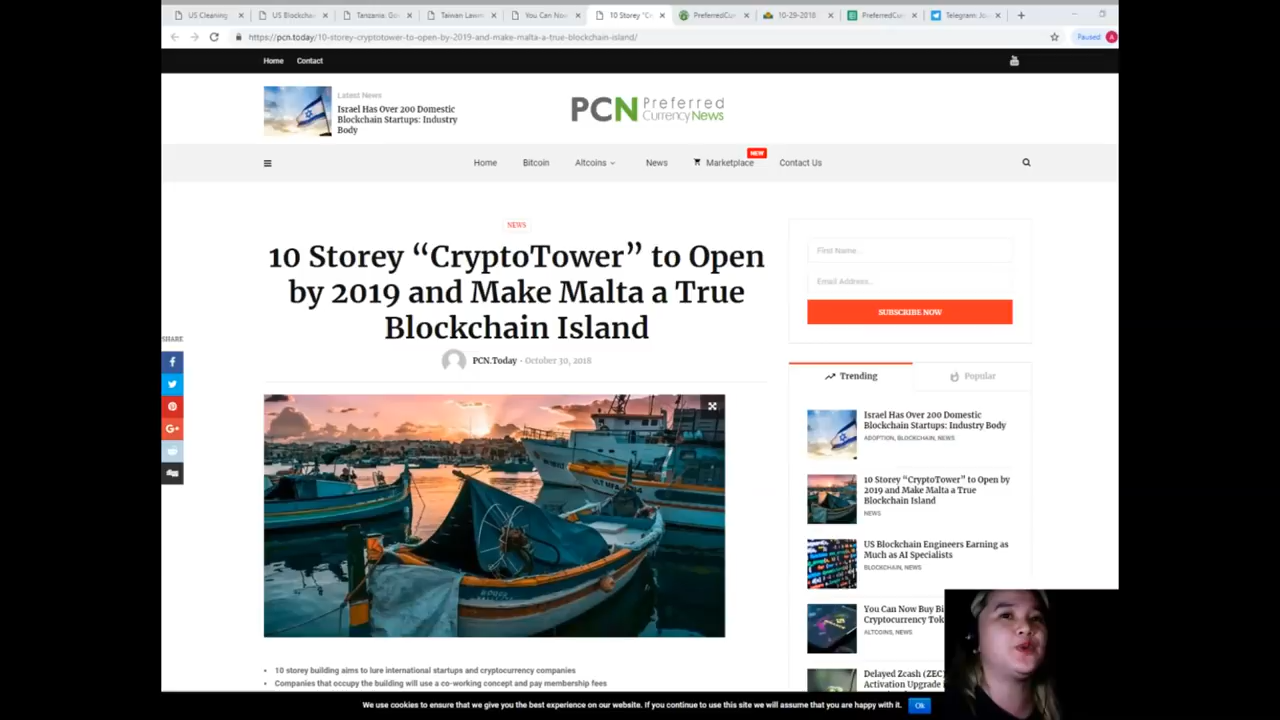 US Cleaning
US Blockchai
Tanzania: Go
Taiwan Lawm
You Can Now
10 Storey "C
PreferredCur
10-29-2018
PreferredCu
Telegram: Jo
https://pcn.today/10-storey-cryptotower-to-open-by-2019-and-make-malta-a-true-blockchain-island/
Paused
A
Home Contact
Latest News
Israel Has Over 200 Domestic
Blockchain Startups: Industry
Body
PCN Preferred
CurrencyNews
Home Bitcoin Altcoins News Marketplace Contact Us
NEW
NEWS
10 Storey “CryptoTower” to Open
by 2019 and Make Malta a True
Blockchain Island
PCN.Today - October 30, 2018
SHARE
G+
10 storey building aims to lure international startups and cryptocurrency companies
Companies that occupy the building will use a co-working concept and pay membership fees
First Name..
Email Address..
SUBSCRIBE NOW
Trending
Popular
Israel Has Over 200 Domestic
Blockchain Startups: Industry Body
ADOPTION, BLOCKCHAIN, NEWS
10 Storey “CryptoTower” to Open
by 2019 and Make Malta a True
Blockchain Island
NEWS
US Blockchain Engineers Earning as
Much as AI Specialists
BLOCKCHAIN, NEWS
You Can Now Buy Bi
Cryptocurrency Tok
ALTCOINS, NEWS
Delayed Zcash (ZEC)
Activation Upgrade
We use cookies to ensure that we give you the best experience on our website. If you continue to use this site we will assume that you are happy with it.
Ok